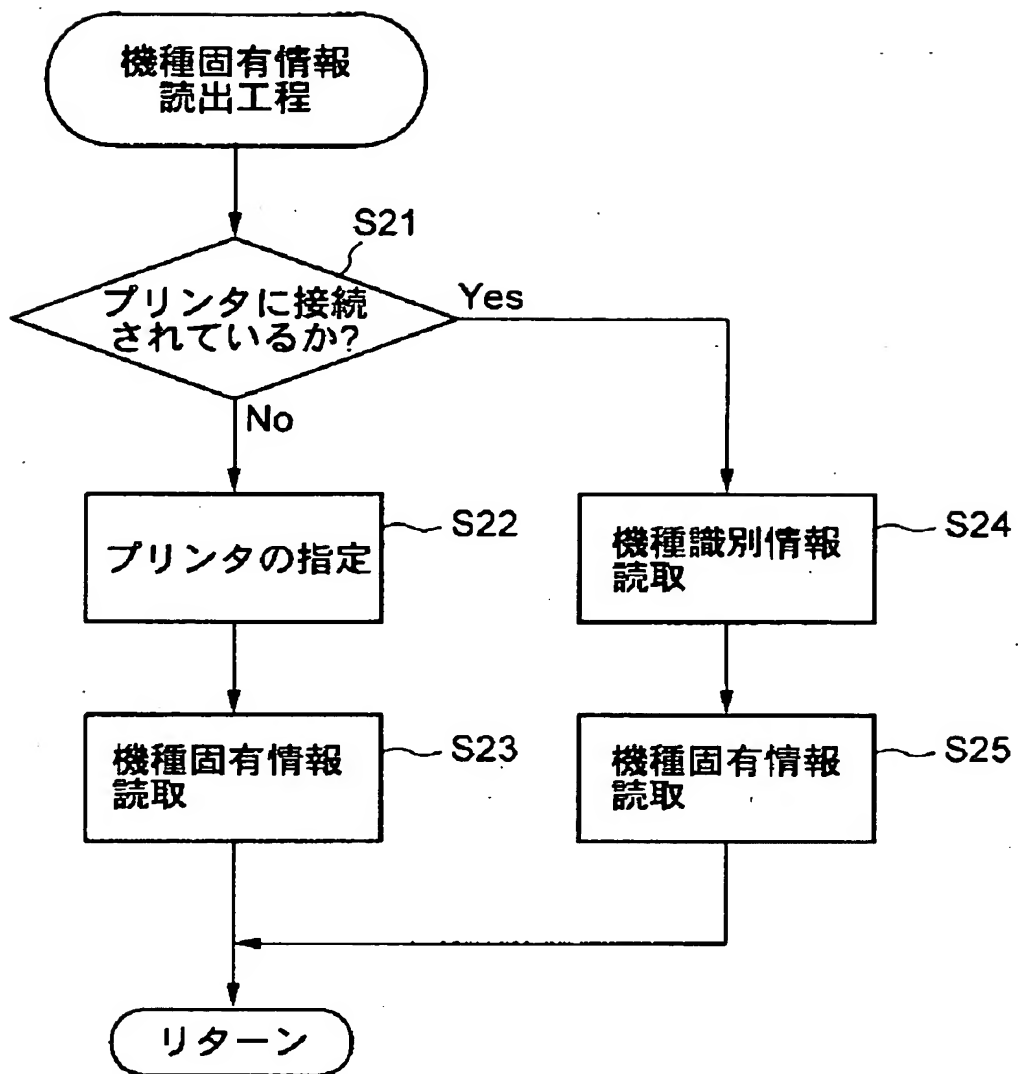 機種固有情報
読出工程
S21
プリンタに接続
されているか?
Yes
No
プリンタの指定
S22
機種識別情報
読取
S24
機種固有情報
読取
S23
機種固有情報
読取
S25
リターン